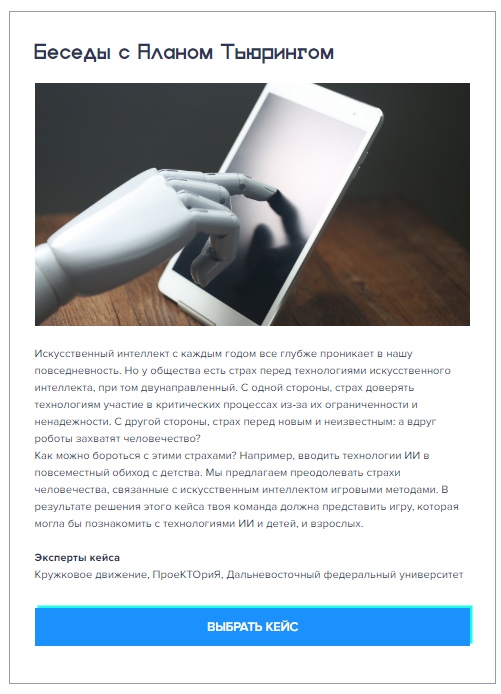 Беседы с Аланом Тьюрингом
Искусственный интеллект с каждым годом все глубже проникает в нашу
повседневность. Но у общества есть страх перед технологиями искусственного
интеллекта, при том двунаправленный. С одной стороны, страх доверять
технологиям участие в критических процессах из-за их ограниченности и
ненадежности. С другой стороны, страх перед новым и неизвестным: а вдруг
роботы захватят человечество?
Как можно бороться с этими страхами? Например, вводить технологии ИИ в
повсеместный обиход с детства. Мы предлагаем преодолевать страхи
человечества, связанные с искусственным интеллектом игровыми методами. В
результате решения этого кейса твоя команда должна представить игру, которая
могла бы познакомить с технологиями ИИ и детей, и взрослых.
Эксперты кейса
Кружковое движение, ПроеКТОриЯ, Дальневосточный федеральный университет
ВЫБРАТЬ КЕЙС